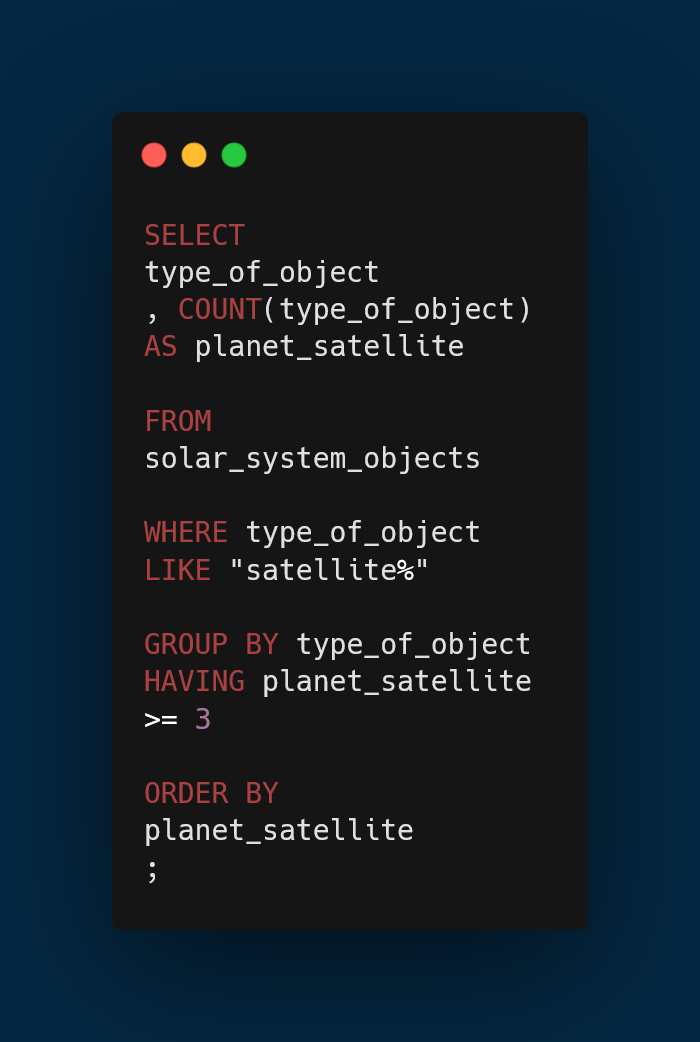 SELECT
type_of_object
, COUNT(type_of_object)
AS planet_satellite
FROM
solar_system_objects
WHERE type_of_object
LIKE "satellite%"
GROUP BY type_of_object
HAVING planet_satellite
>= 3
ORDER BY
planet_satellite
;